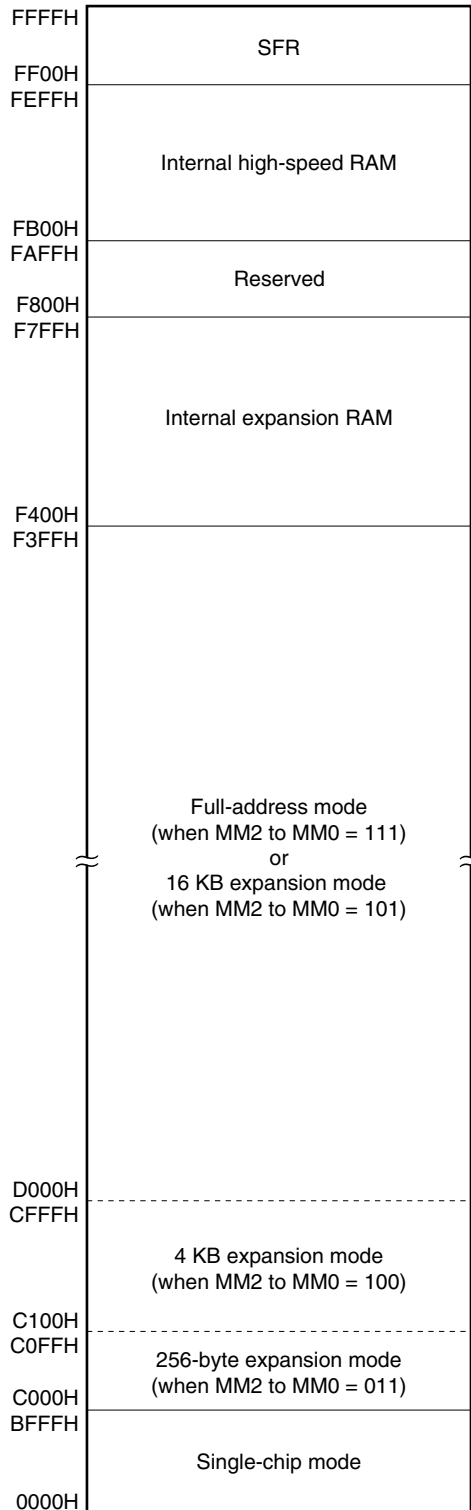 FFFFH
SFR
FF00H
FEFFH
Internal high-speed RAM
FB00H
FAFFH
Reserved
F800H
F7FFH
Internal expansion RAM
F400H
F3FFH
Full-address mode
(when MM2 to MM0 = 111)
or
16 KB expansion mode
(when MM2 to MM0 = 101)
D000H
CFFFH
4 KB expansion mode
(when MM2 to MM0 = 100)
C100H
C0FFH
256-byte expansion mode
(when MM2 to MM0 = 011)
C000H
BFFFH
Single-chip mode
0000H